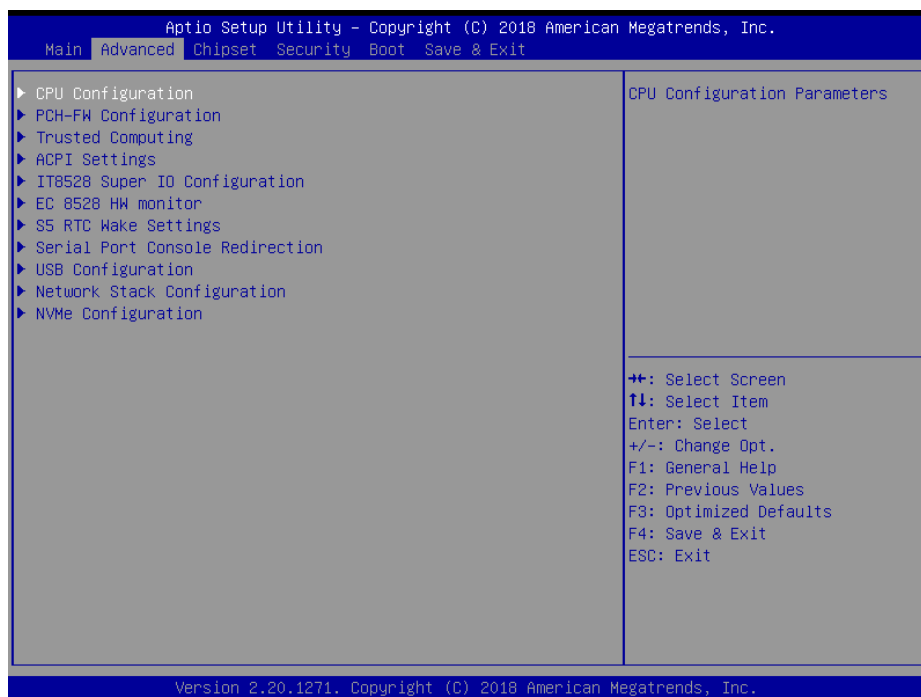 Aptio Setup Utility – Copyright (C) 2018 American Megatrends, Inc.
Main Advanced Chipset Security Boot Save & Exit
▶ CPU Configuration
▶ PCH-FW Configuration
▶ Trusted Computing
▶ ACPI Settings
▶ IT8528 Super IO Configuration
▶ EC 8528 HW monitor
▶ S5 RTC Wake Settings
▶ Serial Port Console Redirection
▶ USB Configuration
▶ Network Stack Configuration
▶ NVMe Configuration
CPU Configuration Parameters
→←: Select Screen
↑↓: Select Item
Enter: Select
+/-: Change Opt.
F1: General Help
F2: Previous Values
F3: Optimized Defaults
F4: Save & Exit
ESC: Exit
Version 2.20.1271. Copyright (C) 2018 American Megatrends, Inc.